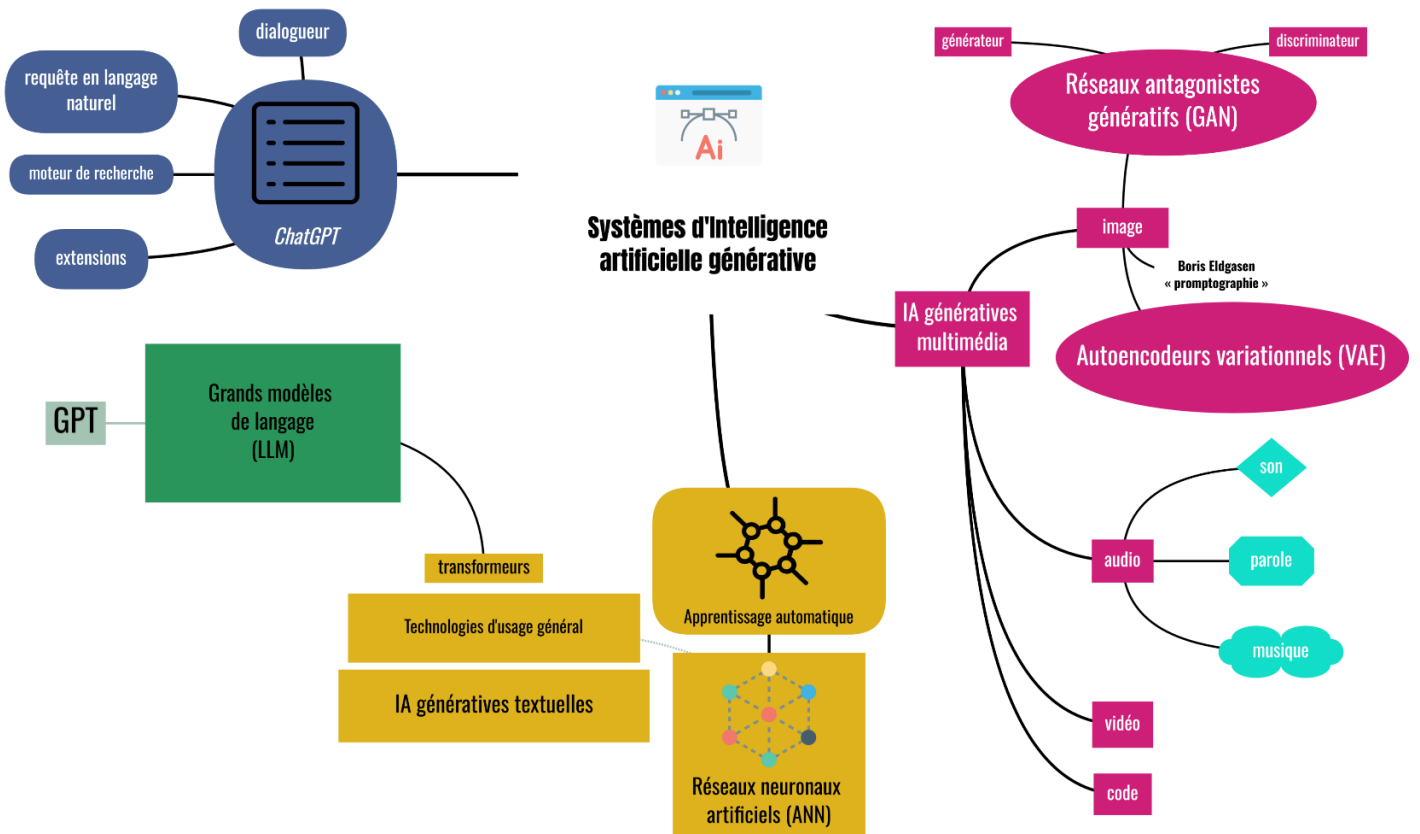 dialogueur
requête en langage
naturel
moteur de recherche
extensions
ChatGPT
Ai
Systèmes d'Intelligence
artificielle générative
générateur
discriminateur
Réseaux antagonistes
génératifs (GAN)
image
Boris Eldgasen
« promptographie »
IA génératives
multimédia
Autoencodeurs variationnels (VAE)
son
audio
parole
musique
vidéo
code
GPT
Grands modèles
de langage
(LLM)
transformeurs
Technologies d'usage général
IA génératives textuelles
Apprentissage automatique
Réseaux neuronaux
artificiels (ANN)